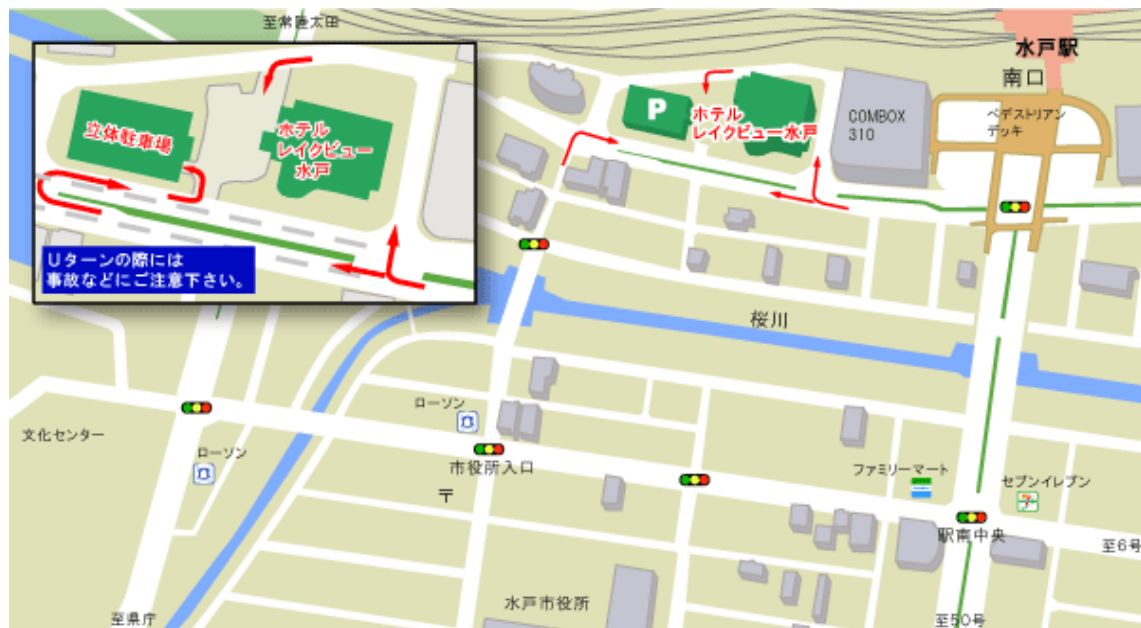 至常陸太田
水戸駅
南口
ペデストリアン
デッキ
COMBOX
310
P
ホテル
レイクビュー水戸
立体駐車場
ホテル
レイクビュー
水戸
Uターンの際には
事故などにご注意下さい。
桜川
文化センター
ローソン
ローソン
市役所入口
〒
ファミリーマート
セブンイレブン
駅南中央
至6号
水戸市役所
至県庁
至50号